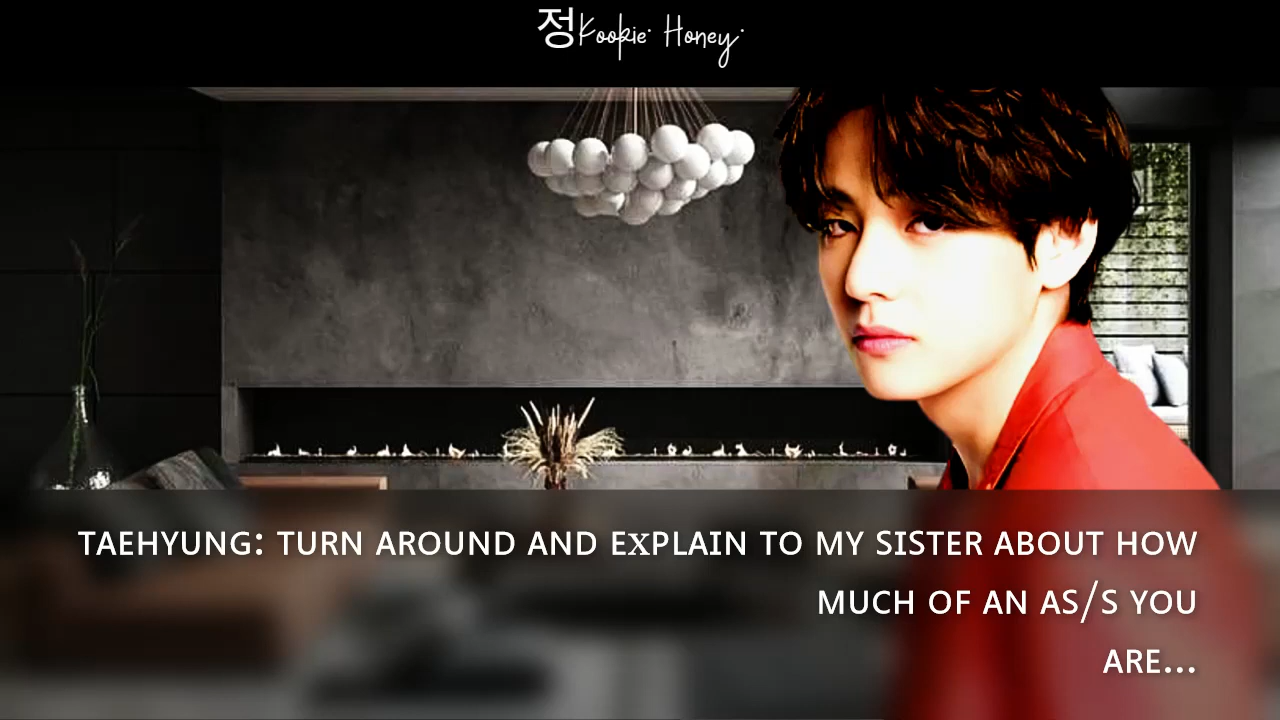 정Kookie Honey
TAEHYUNG: TURN AROUND AND EXPLAIN TO MY SISTER ABOUT HOW
MUCH OF AN AS/S YOU
ARE...